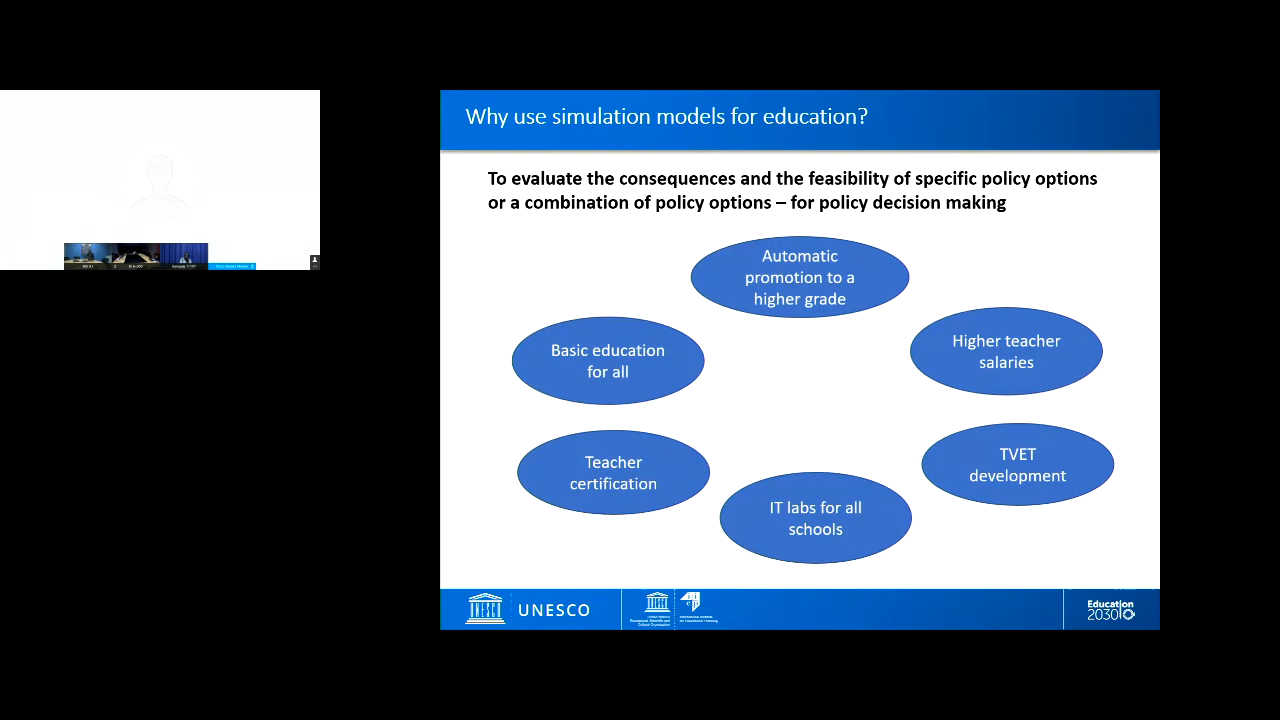 Why use simulation models for education?
To evaluate the consequences and the feasibility of specific policy options
or a combination of policy options – for policy decision making
Automatic
promotion to a
higher grade
Basic education
for all
Higher teacher
salaries
Teacher
certification
TVET
development
IT labs for all
schools
UNESCO
Education
2030